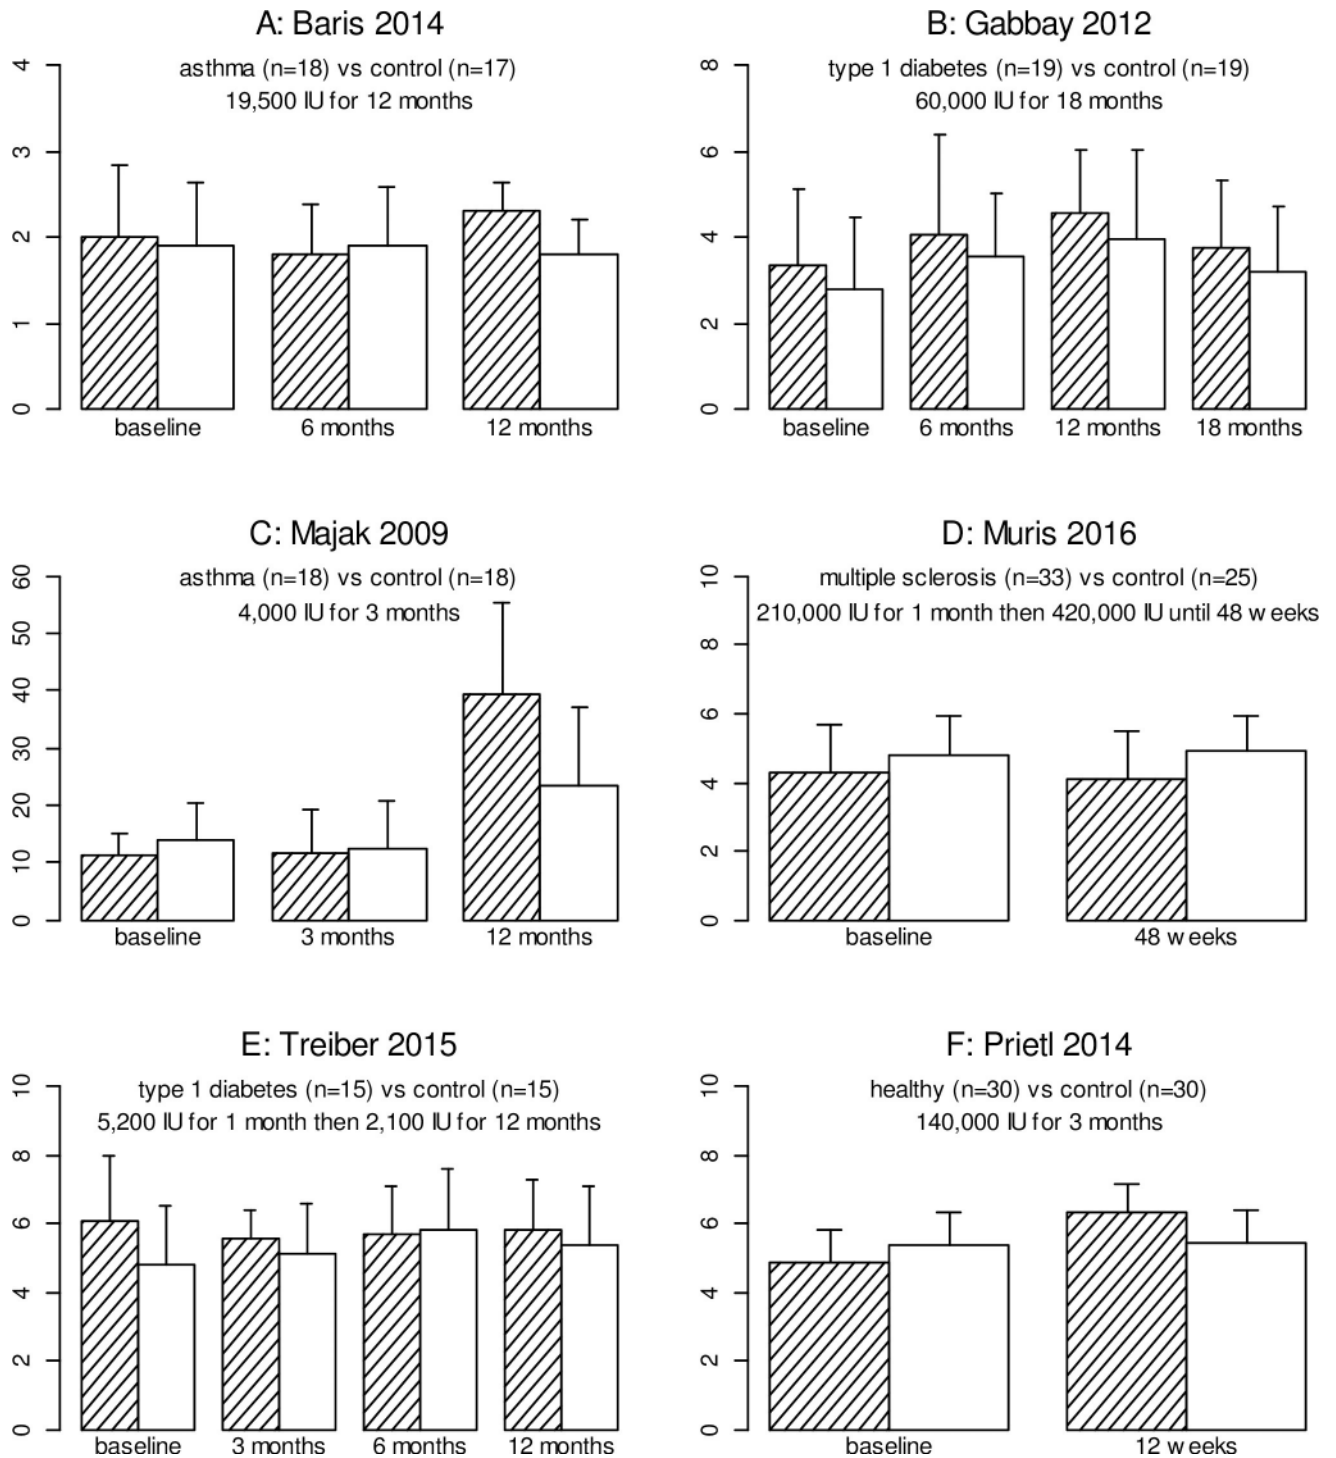 A: Baris 2014
asthma (n=18) vs control (n=17)
19,500 IU for 12 months
4
3
2
1
0
baseline
6 months
12 months
B: Gabbay 2012
type 1 diabetes (n=19) vs control (n=19)
60,000 IU for 18 months
8
6
4
2
0
baseline
6 months
12 months
18 months
C: Majak 2009
asthma (n=18) vs control (n=18)
4,000 IU for 3 months
60
50
40
30
20
10
0
baseline
3 months
12 months
D: Muris 2016
multiple sclerosis (n=33) vs control (n=25)
210,000 IU for 1 month then 420,000 IU until 48 weeks
10
8
6
4
2
0
baseline
48 weeks
E: Treiber 2015
type 1 diabetes (n=15) vs control (n=15)
5,200 IU for 1 month then 2,100 IU for 12 months
10
8
6
4
2
0
baseline
3 months
6 months
12 months
F: Prietl 2014
healthy (n=30) vs control (n=30)
140,000 IU for 3 months
10
8
6
4
2
0
baseline
12 weeks